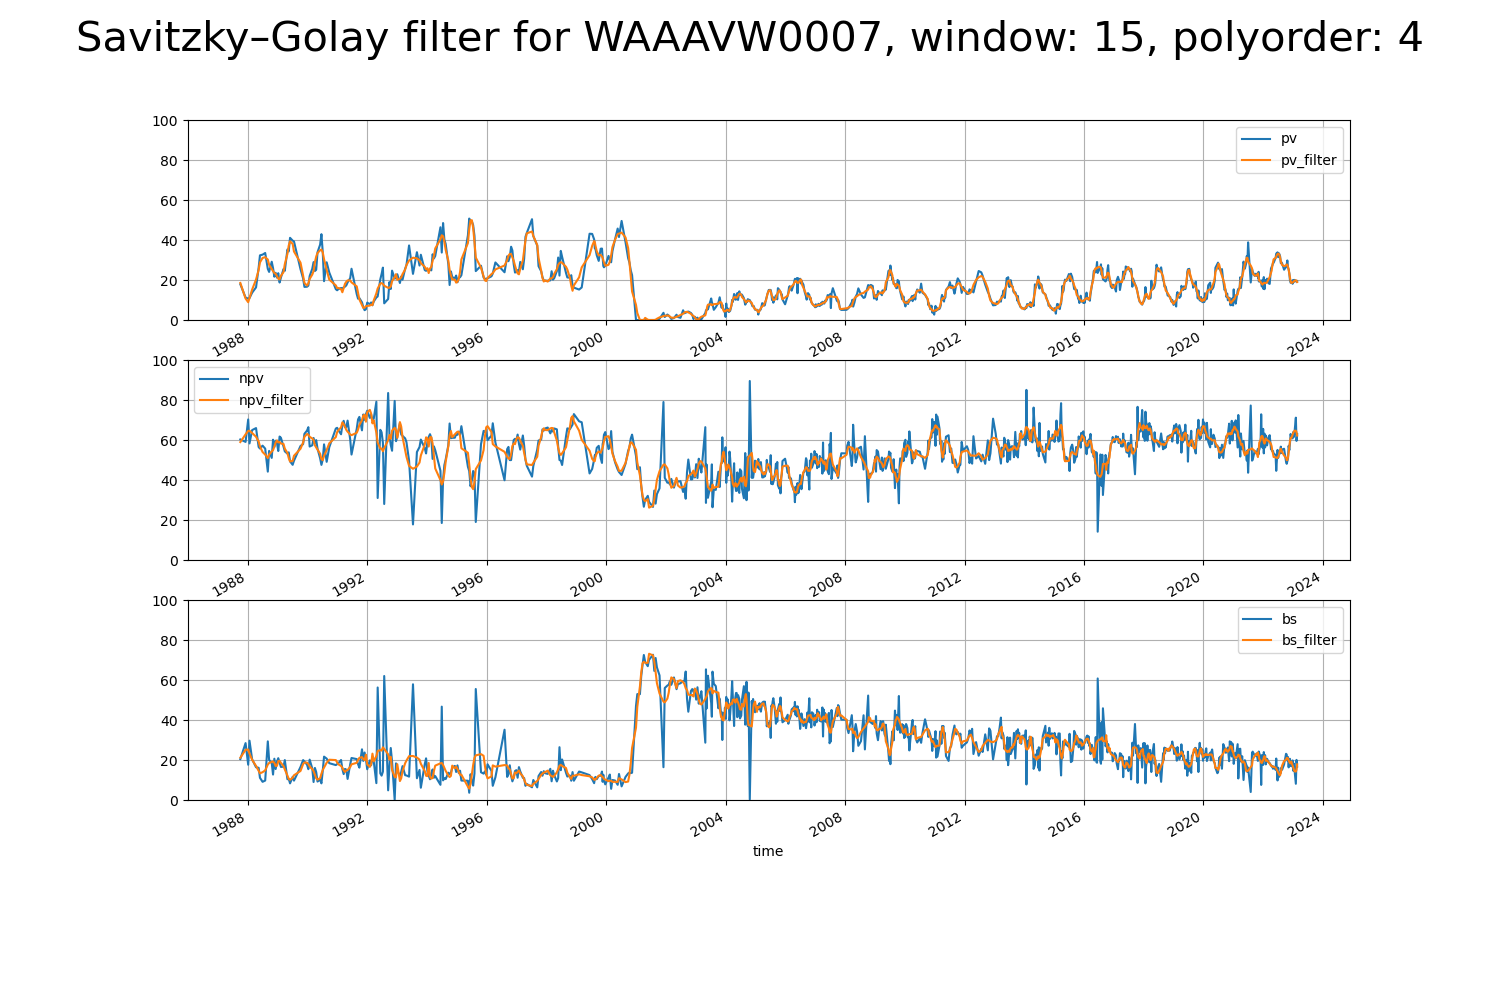 Savitzky–Golay filter for WAAAVW0007, window: 15, polyorder: 4
100
80
60
40
20
0
pv
pv_filter
1988 1992 1996 2000 2004 2008 2012 2016 2020 2024
100
80
60
40
20
0
npv
npv_filter
1988 1992 1996 2000 2004 2008 2012 2016 2020 2024
100
80
60
40
20
0
bs
bs_filter
1988 1992 1996 2000 2004 2008 2012 2016 2020 2024
time